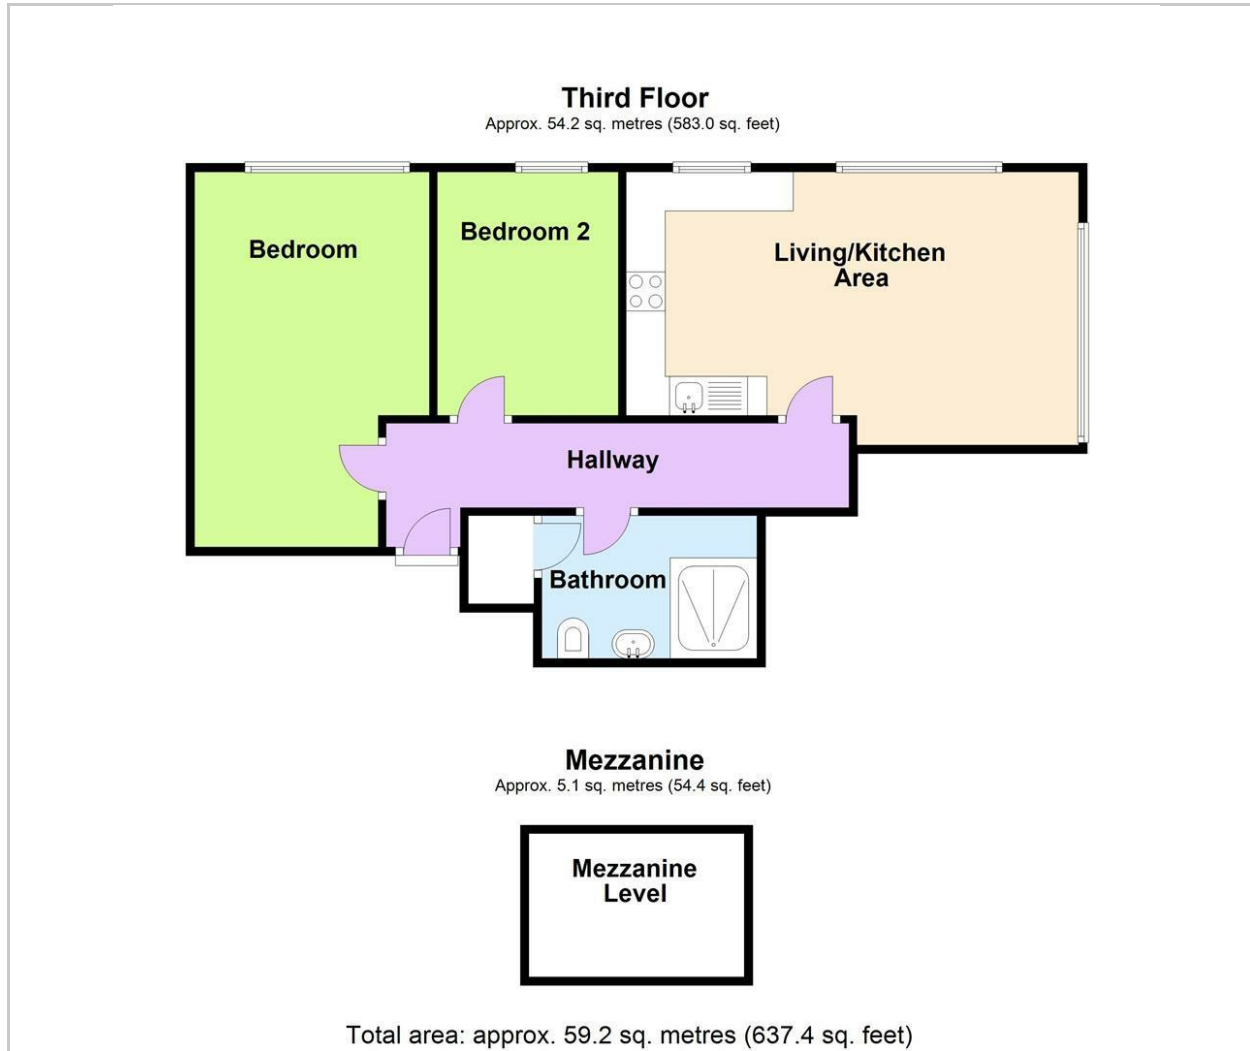 Third Floor
Approx. 54.2 sq. metres (583.0 sq. feet)
Bedroom
Bedroom 2
Living/Kitchen
Area
Hallway
Bathroom
Mezzanine
Approx. 5.1 sq. metres (54.4 sq. feet)
Mezzanine
Level
Total area: approx. 59.2 sq. metres (637.4 sq. feet)